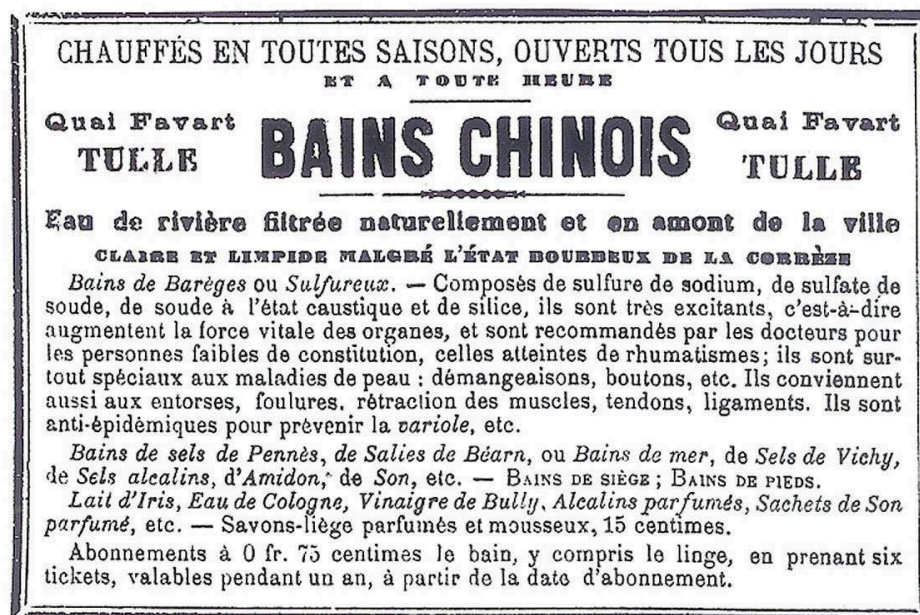 CHAUFFÉS EN TOUTES SAISONS, OUVERTS TOUS LES JOURS
ET A TOUTE HEURE
Quai Favart
TULLE
BAINS CHINOIS
Quai Favart
TULLE
Eau de rivière filtrée naturellement et en amont de la ville
CLAIRE ET LIMPIDE MALGRÉ L'ÉTAT BOURBEUX DE LA CORRÈZE
Bains de Barèges ou Sulfureux. — Composés de sulfure de sodium, de sulfate de
soude, de soude à l'état caustique et de silice, ils sont très excitants, c'est-à-dire
augmentent la force vitale des organes, et sont recommandés par les docteurs pour
les personnes faibles de constitution, celles atteintes de rhumatismes; ils sont sur-
tout spéciaux aux maladies de peau : démangeaisons, boutons, etc. Ils conviennent
aussi aux entorses, foulures, rétraction des muscles, tendons, ligaments. Ils sont
anti-épidémiques pour prévenir la variole, etc.
Bains de sels de Pennès, de Salies de Béarn, ou Bains de mer, de Sels de Vichy,
de Sels alcalins, d'Amidon, de Son, etc. — BAINS DE SIÈGE; BAINS DE PIEDS.
Lait d'Iris, Eau de Cologne, Vinaigre de Bully, Alcalins parfumés, Sachets de Son
parfumé, etc. — Savons-liège parfumés et mousseux, 15 centimes.
Abonnements à 0 fr. 75 centimes le bain, y compris le linge, en prenant six
tickets, valables pendant un an, à partir de la date d'abonnement.